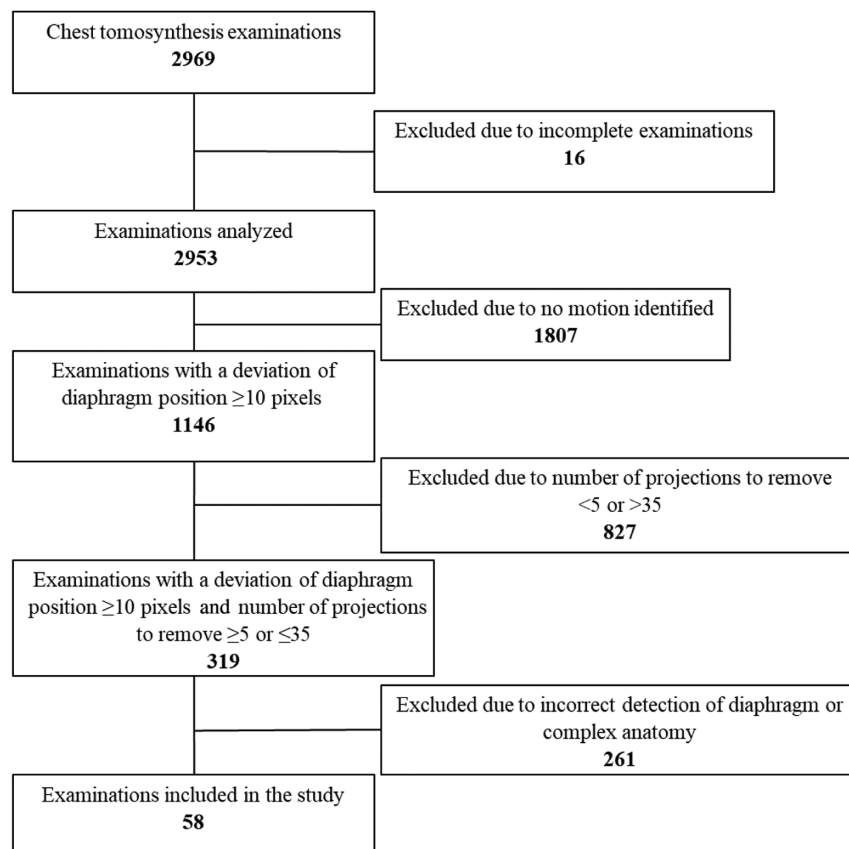 Chest tomosynthesis examinations
2969
Excluded due to incomplete examinations
16
Examinations analyzed
2953
Excluded due to no motion identified
1807
Examinations with a deviation of
diaphragm position ≥10 pixels
1146
Excluded due to number of projections to remove
<5 or >35
827
Examinations with a deviation of diaphragm
position ≥10 pixels and number of projections
to remove ≥5 or ≤35
319
Excluded due to incorrect detection of diaphragm or
complex anatomy
261
Examinations included in the study
58